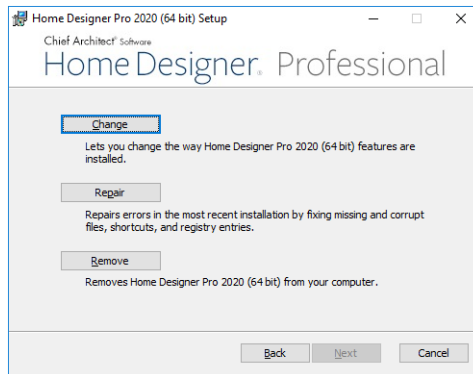 Home Designer Pro 2020 (64 bit) Setup
Chief Architect® Software
Home Designer® Professional
Change
Lets you change the way Home Designer Pro 2020 (64 bit) features are
installed.
Repair
Repairs errors in the most recent installation by fixing missing and corrupt
files, shortcuts, and registry entries.
Remove
Removes Home Designer Pro 2020 (64 bit) from your computer.
Back
Next
Cancel